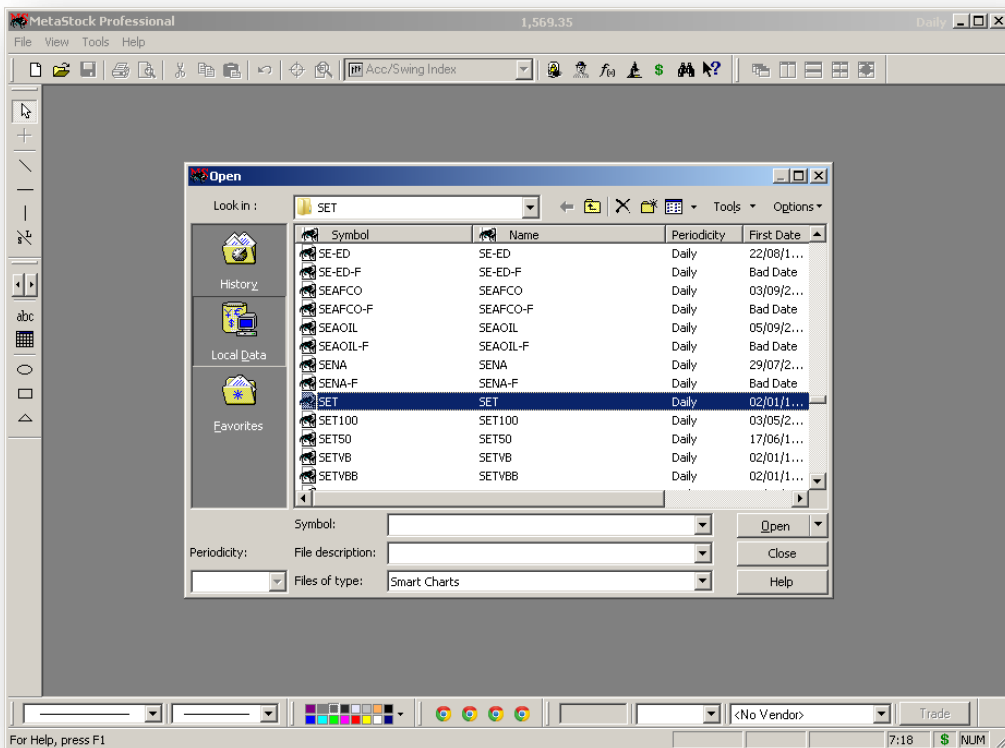 MetaStock Professional 1,569.35 Daily
File View Tools Help
Acc/Swing Index
Open
Look in : SET Tools Options
Symbol Name Periodicity First Date
SE-ED SE-ED Daily 22/08/1...
SE-ED-F SE-ED-F Daily Bad Date
SEAFCO SEAFCO Daily 03/09/2...
SEAFCO-F SEAFCO-F Daily Bad Date
SEAOIL SEAOIL Daily 05/09/2...
SEAOIL-F SEAOIL-F Daily Bad Date
SENA SENA Daily 29/07/2...
SENA-F SENA-F Daily Bad Date
SET SET Daily 02/01/1...
SET100 SET100 Daily 03/05/2...
SET50 SET50 Daily 17/06/1...
SETVB SETVB Daily 02/01/1...
SETVBB SETVBB Daily 02/01/1...
History
Local Data
Favorites
abc
Symbol: Open
Periodicity: File description: Close
Files of type: Smart Charts Help
<No Vendor> Trade
For Help, press F1 7:18 $ NUM